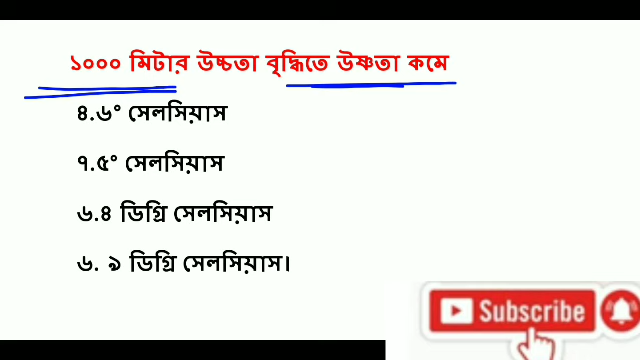 ১০০০ মিটার উচ্চতা বৃদ্ধিতে উষ্ণতা কমে
৪.৬° সেলসিয়াস
৭.৫° সেলসিয়াস
৬.৪ ডিগ্রি সেলসিয়াস
৬. ৯ ডিগ্রি সেলসিয়াস।
Subscribe